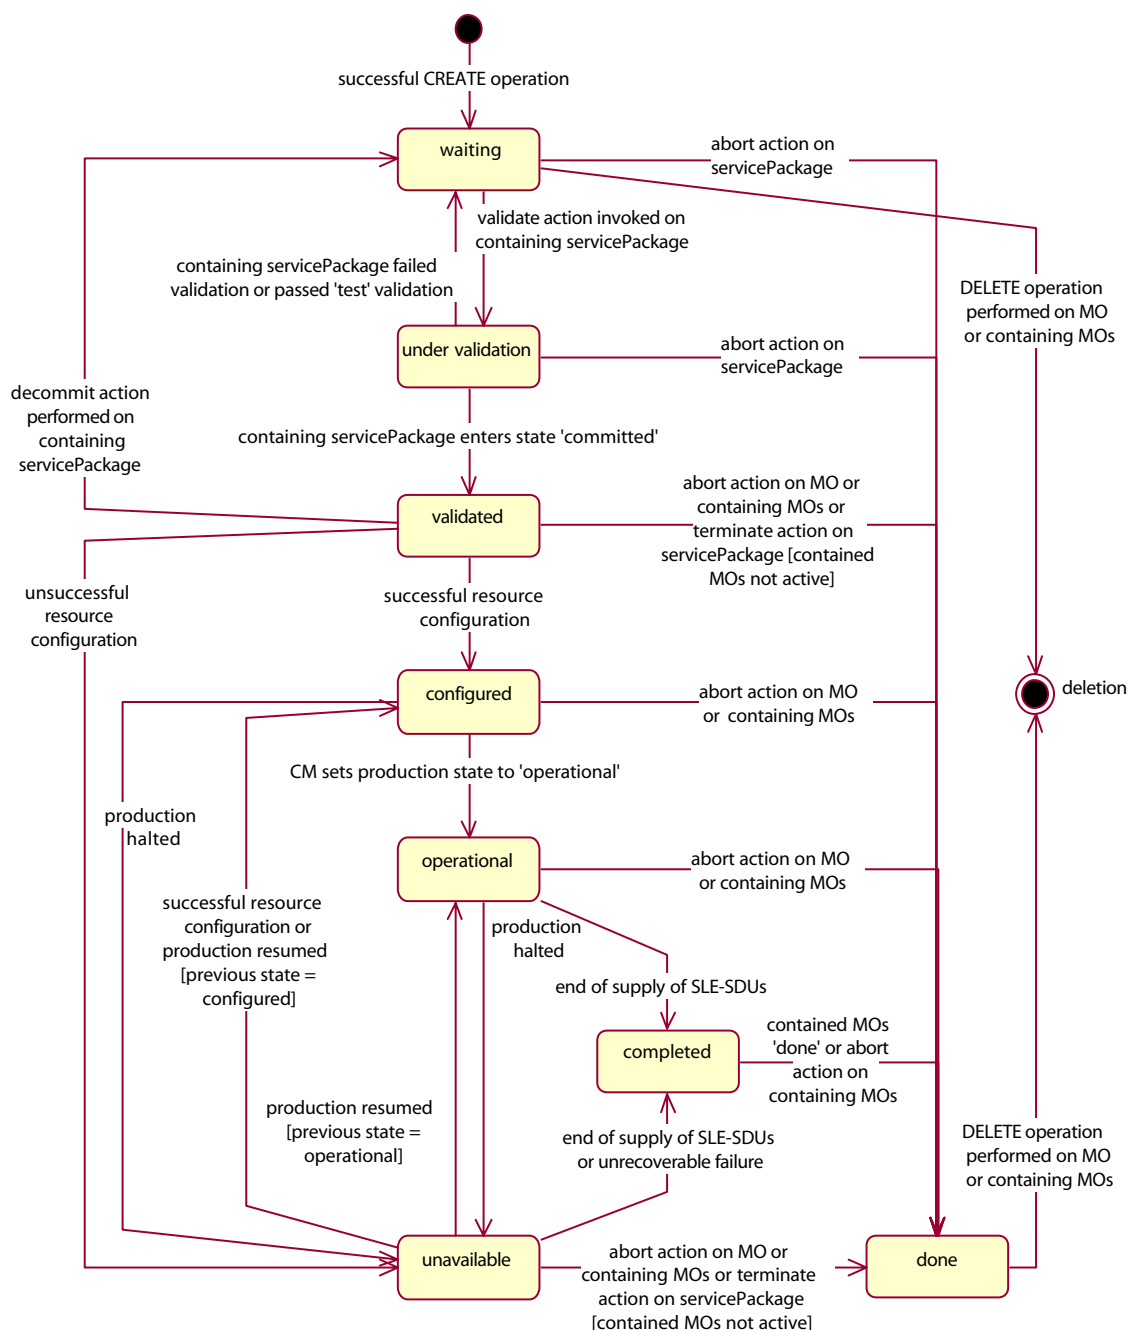 successful CREATE operation
waiting
abort action on
servicePackage
validate action invoked on
containing servicePackage
containing servicePackage failed
validation or passed 'test' validation
DELETE operation
performed on MO
or containing MOs
under validation
abort action on
servicePackage
decommit action
performed on
containing
servicePackage
containing servicePackage enters state 'committed'
validated
abort action on MO or
containing MOs or
terminate action on
servicePackage [contained
MOs not active]
unsuccessful
resource
configuration
successful resource
configuration
configured
abort action on MO
or containing MOs
deletion
CM sets production state to 'operational'
production
halted
operational
abort action on MO
or containing MOs
successful resource
configuration or
production resumed
[previous state =
configured]
production
halted
end of supply of SLE-SDUs
completed
contained MOs
'done' or abort
action on
containing MOs
production resumed
[previous state =
operational]
end of supply of SLE-SDUs
or unrecoverable failure
DELETE operation
performed on MO
or containing MOs
unavailable
abort action on MO or
containing MOs or terminate
action on servicePackage
[contained MOs not active]
done